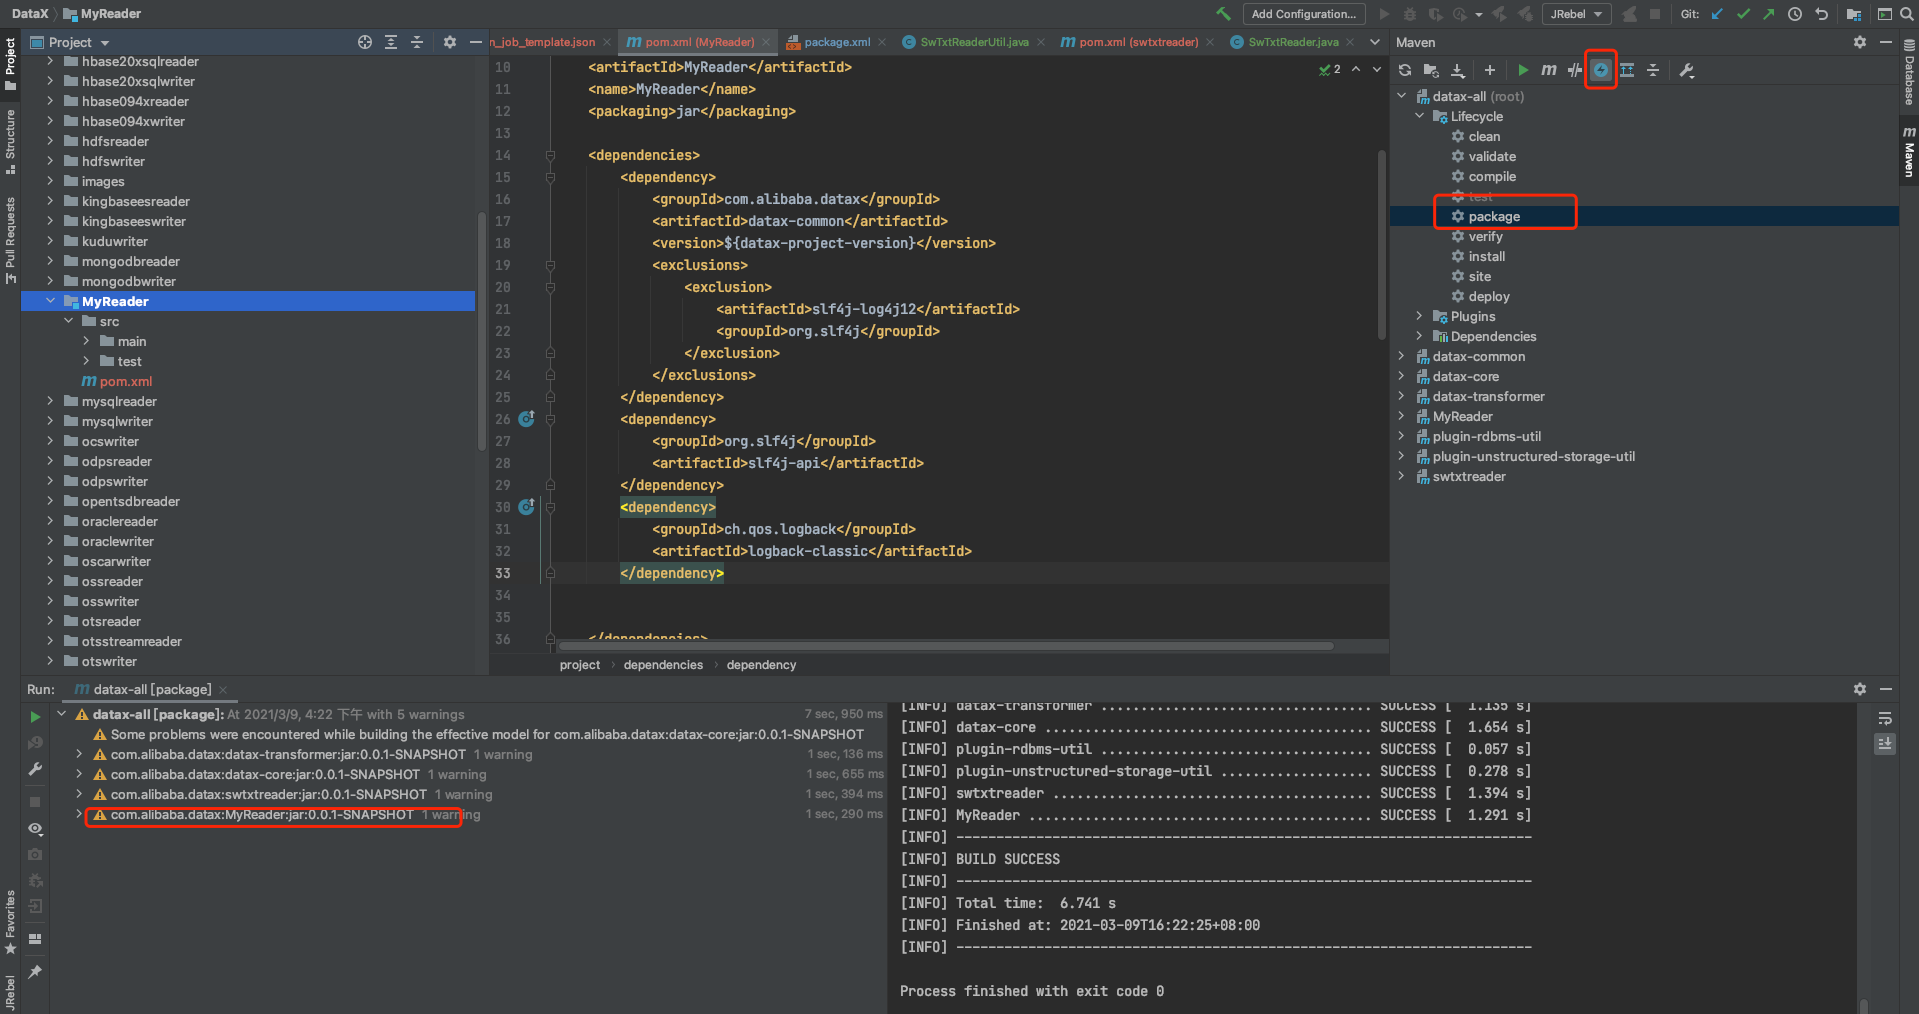 DataX
MyReader
Add Configuration...
JRebel
Git:
Project
n_job_template.json
pom.xml (MyReader)
package.xml
SwTxtReaderUtil.java
pom.xml (swtxtreader)
SwTxtReader.java
Maven
Project
Structure
Pull Requests
Favorites
JRebel
Database
Maven
hbase20xsqlreader
hbase20xsqlwriter
hbase094xreader
hbase094xwriter
hdfsreader
hdfswriter
images
kingbaseesreader
kingbaseeswriter
kuduwriter
mongodbreader
mongodbwriter
MyReader
src
main
test
pom.xml
mysqlreader
mysqlwriter
ocswriter
odpsreader
odpswriter
opentsdbreader
oraclereader
oraclewriter
oscarwriter
ossreader
osswriter
otsreader
otsstreamreader
otswriter
10 <artifactId>MyReader</artifactId>
11 <name>MyReader</name>
12 <packaging>jar</packaging>
13
14 <dependencies>
15 <dependency>
16 <groupId>com.alibaba.datax</groupId>
17 <artifactId>datax-common</artifactId>
18 <version>${datax-project-version}</version>
19 <exclusions>
20 <exclusion>
21 <artifactId>slf4j-log4j12</artifactId>
22 <groupId>org.slf4j</groupId>
23 </exclusion>
24 </exclusions>
25 </dependency>
26 <dependency>
27 <groupId>org.slf4j</groupId>
28 <artifactId>slf4j-api</artifactId>
29 </dependency>
30 <dependency>
31 <groupId>ch.qos.logback</groupId>
32 <artifactId>logback-classic</artifactId>
33 </dependency>
34
35
36 </dependencies>
2
project
dependencies
dependency
datax-all (root)
Lifecycle
clean
validate
compile
test
package
verify
install
site
deploy
Plugins
Dependencies
datax-common
datax-core
datax-transformer
MyReader
plugin-rdbms-util
plugin-unstructured-storage-util
swtxtreader
Run:
datax-all [package]
datax-all [package]: At 2021/3/9, 4:22 下午 with 5 warnings 7 sec, 950 ms
Some problems were encountered while building the effective model for com.alibaba.datax:datax-core:jar:0.0.1-SNAPSHOT
com.alibaba.datax:datax-transformer:jar:0.0.1-SNAPSHOT 1 warning 1 sec, 136 ms
com.alibaba.datax:datax-core:jar:0.0.1-SNAPSHOT 1 warning 1 sec, 655 ms
com.alibaba.datax:swtxtreader:jar:0.0.1-SNAPSHOT 1 warning 1 sec, 394 ms
com.alibaba.datax:MyReader:jar:0.0.1-SNAPSHOT 1 warning 1 sec, 290 ms
[INFO] datax-transformer .................................. SUCCESS [ 1.135 s]
[INFO] datax-core ......................................... SUCCESS [ 1.654 s]
[INFO] plugin-rdbms-util .................................. SUCCESS [ 0.057 s]
[INFO] plugin-unstructured-storage-util ................... SUCCESS [ 0.278 s]
[INFO] swtxtreader ........................................ SUCCESS [ 1.394 s]
[INFO] MyReader ........................................... SUCCESS [ 1.291 s]
[INFO] ------------------------------------------------------------------------
[INFO] BUILD SUCCESS
[INFO] ------------------------------------------------------------------------
[INFO] Total time: 6.741 s
[INFO] Finished at: 2021-03-09T16:22:25+08:00
[INFO] ------------------------------------------------------------------------
Process finished with exit code 0